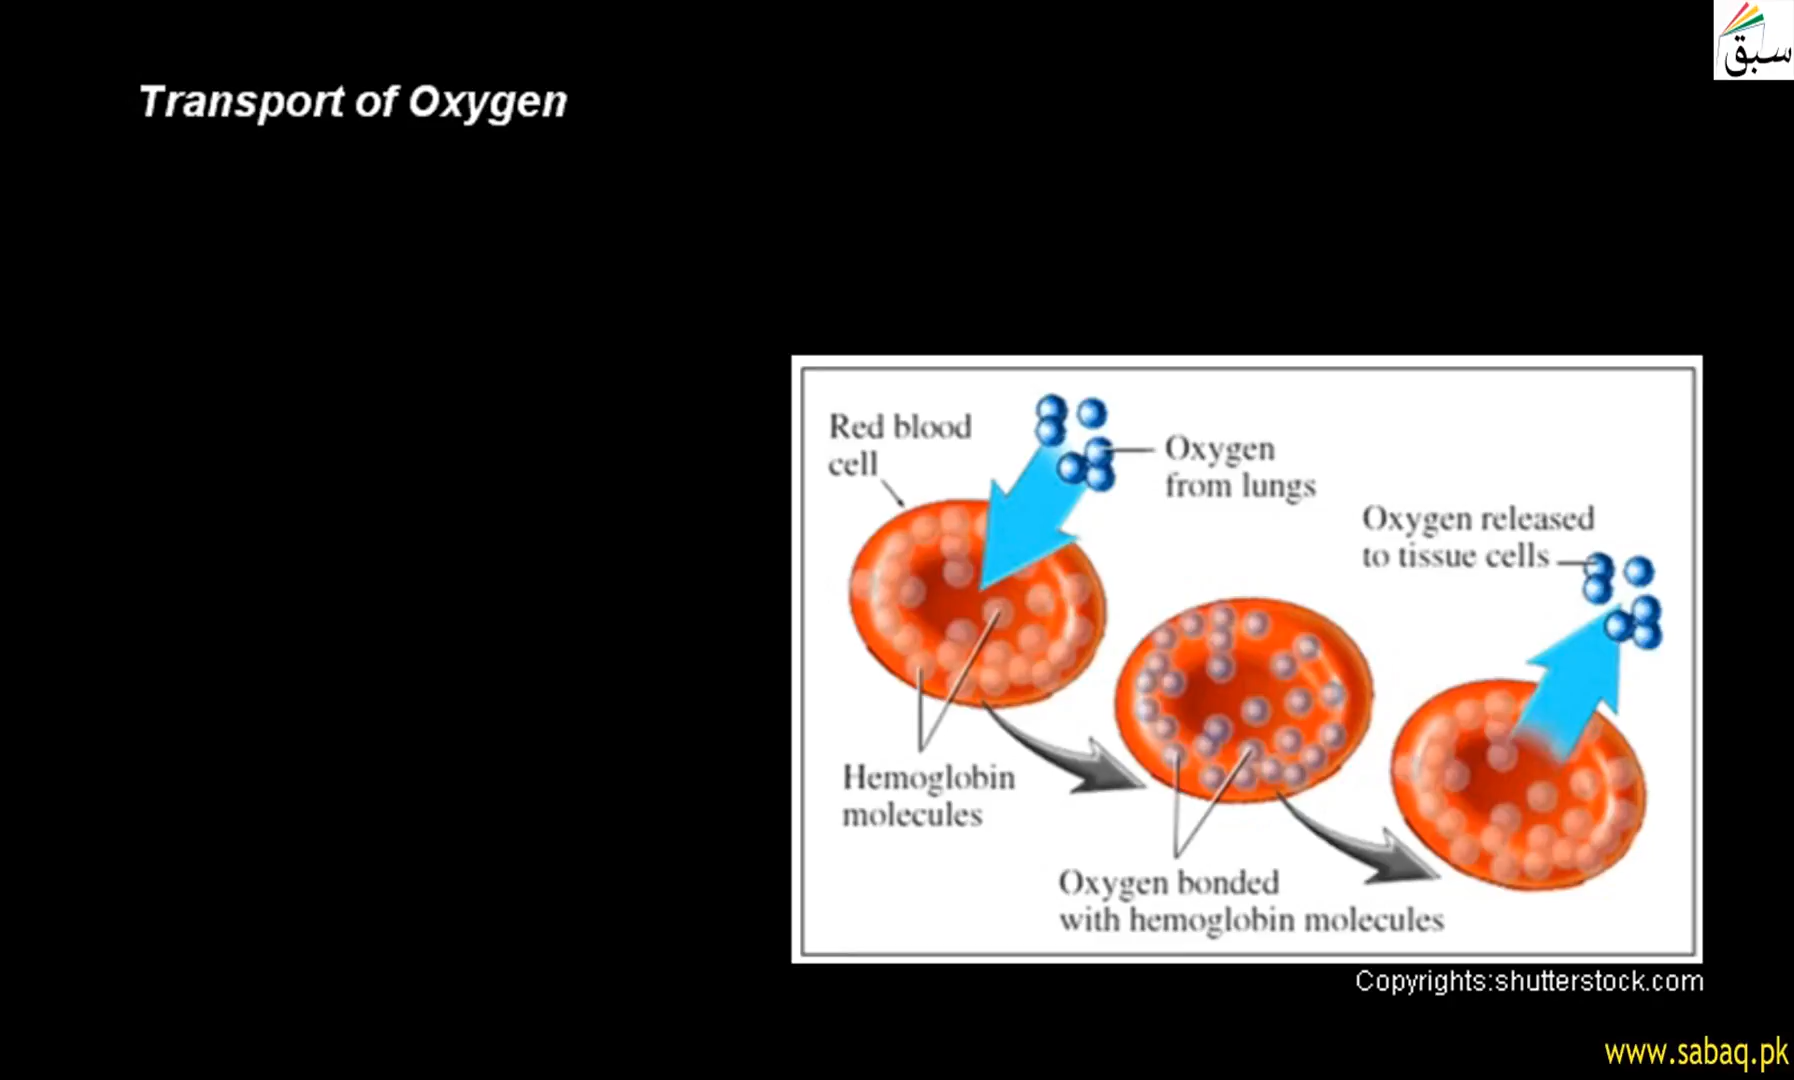 سبق
Transport of Oxygen
Red blood
cell
Oxygen
from lungs
Oxygen released
to tissue cells
Hemoglobin
molecules
Oxygen bonded
with hemoglobin molecules
Copyrights:shutterstock.com
www.sabaq.pk